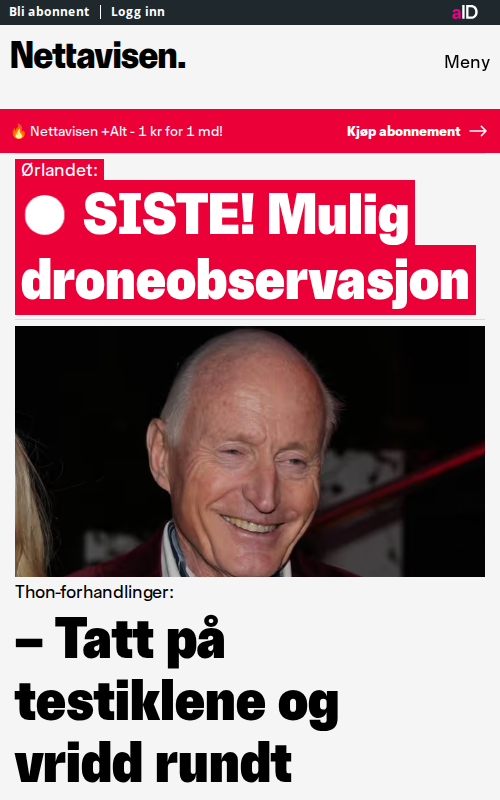 Bli abonnent | Logg inn
aID
Nettavisen.
Meny
🔥 Nettavisen +Alt - 1 kr for 1 md!
Kjøp abonnement →
Ørlandet:
● SISTE! Mulig
droneobservasjon
Thon-forhandlinger:
– Tatt på
testiklene og
vridd rundt